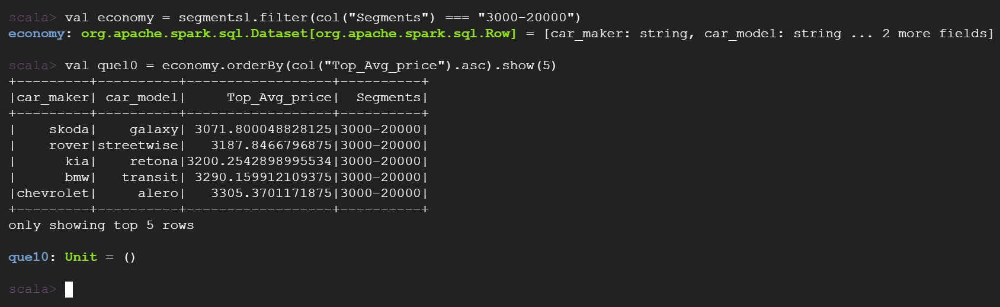 scala> val economy = segments1.filter(col("Segments") === "3000-20000")
economy: org.apache.spark.sql.Dataset[org.apache.spark.sql.Row] = [car_maker: string, car_model: string ... 2 more fields]

scala> val que10 = economy.orderBy(col("Top_Avg_price").asc).show(5)
+---------+----------+------------------+----------+
|car_maker| car_model|     Top_Avg_price|  Segments|
+---------+----------+------------------+----------+
|    skoda|    galaxy| 3071.800048828125|3000-20000|
|    rover|streetwise|   3187.8466796875|3000-20000|
|      kia|    retona|3200.2542898995534|3000-20000|
|      bmw|   transit| 3290.159912109375|3000-20000|
|chevrolet|     alero|   3305.3701171875|3000-20000|
+---------+----------+------------------+----------+
only showing top 5 rows

que10: Unit = ()

scala>